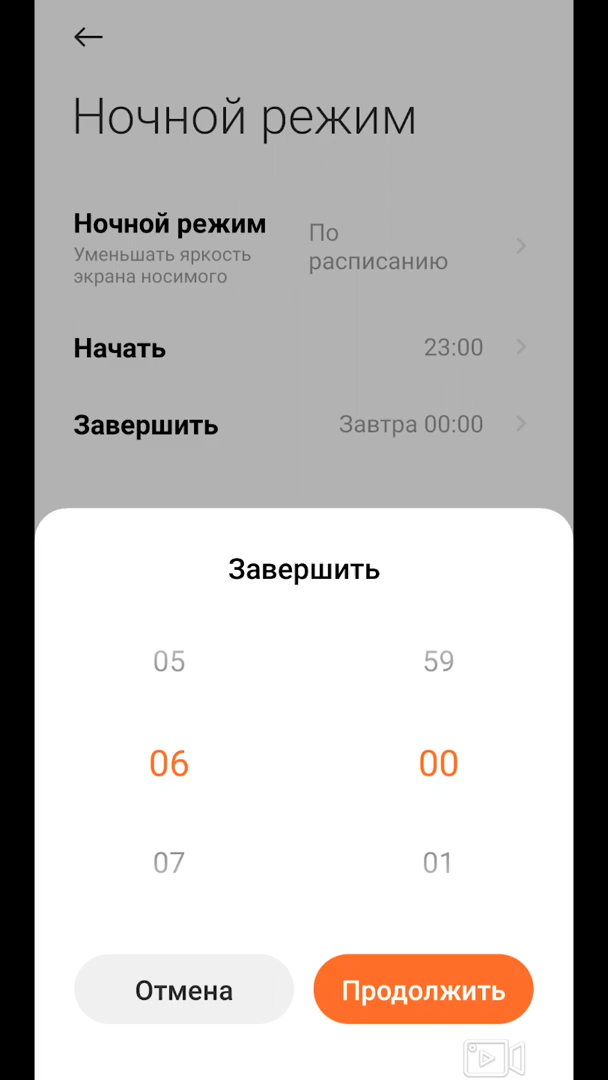 Ночной режим
Ночной режим
Уменьшать яркость
экрана носимого
По
расписанию
Начать 23:00
Завершить Завтра 00:00
Завершить
05 59
06 00
07 01
Отмена Продолжить